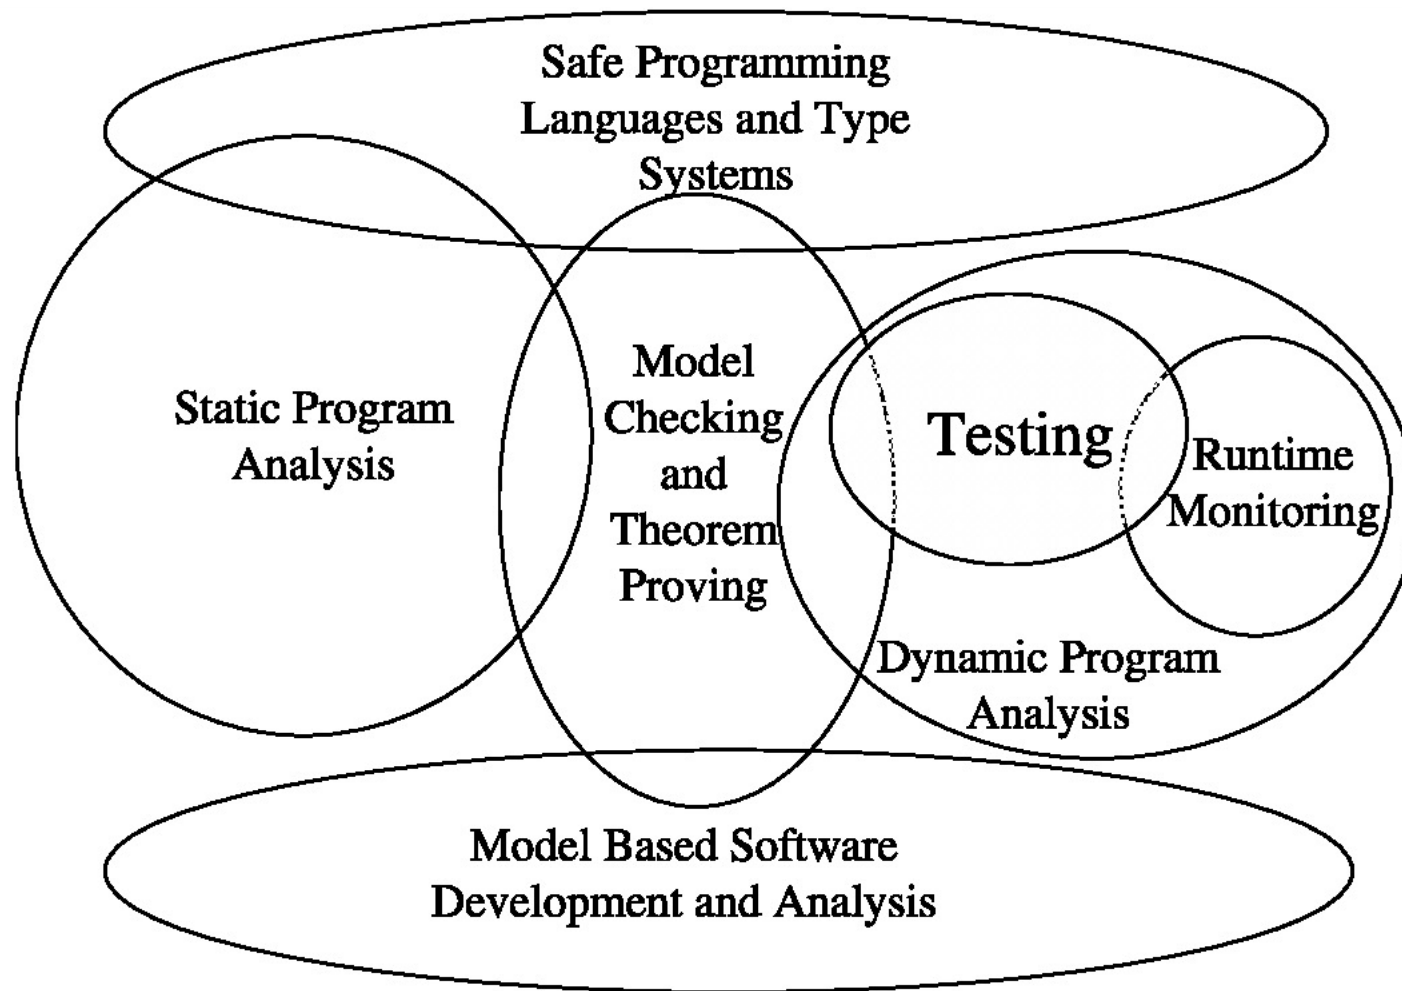 Safe Programming
Languages and Type
Systems
Static Program
Analysis
Model
Checking
and
Theorem
Proving
Testing
Runtime
Monitoring
Dynamic Program
Analysis
Model Based Software
Development and Analysis